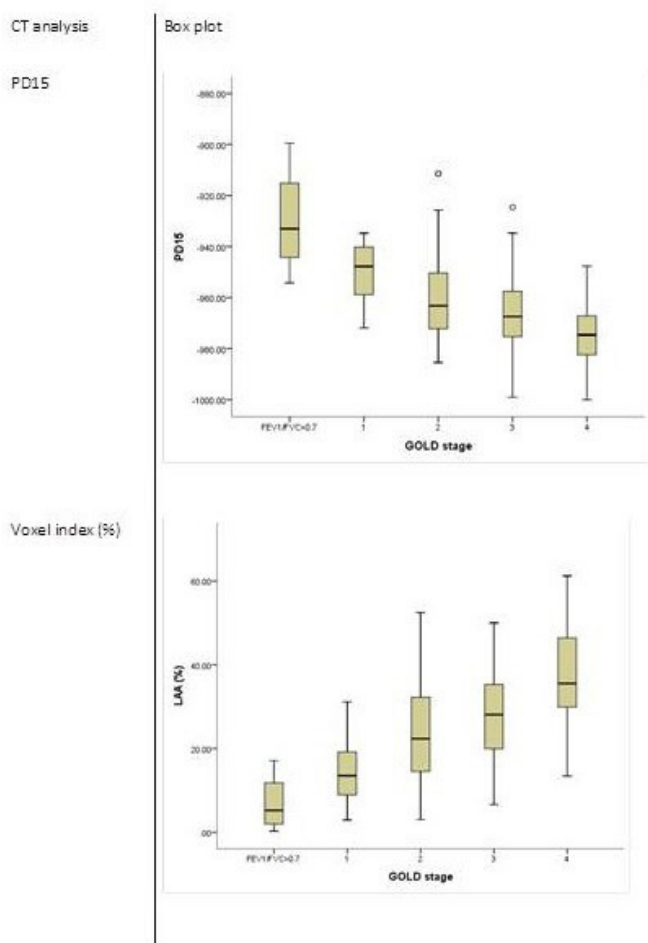 CT analysis
Box plot
PD15
-880.00
-900.00
-920.00
-940.00
-960.00
-980.00
-1000.00
PD15
FEV1/FVC>0.7
1
2
3
4
GOLD stage
Voxel index (%)
60.00
40.00
20.00
.00
LAA (%)
FEV1/FVC>0.7
1
2
3
4
GOLD stage